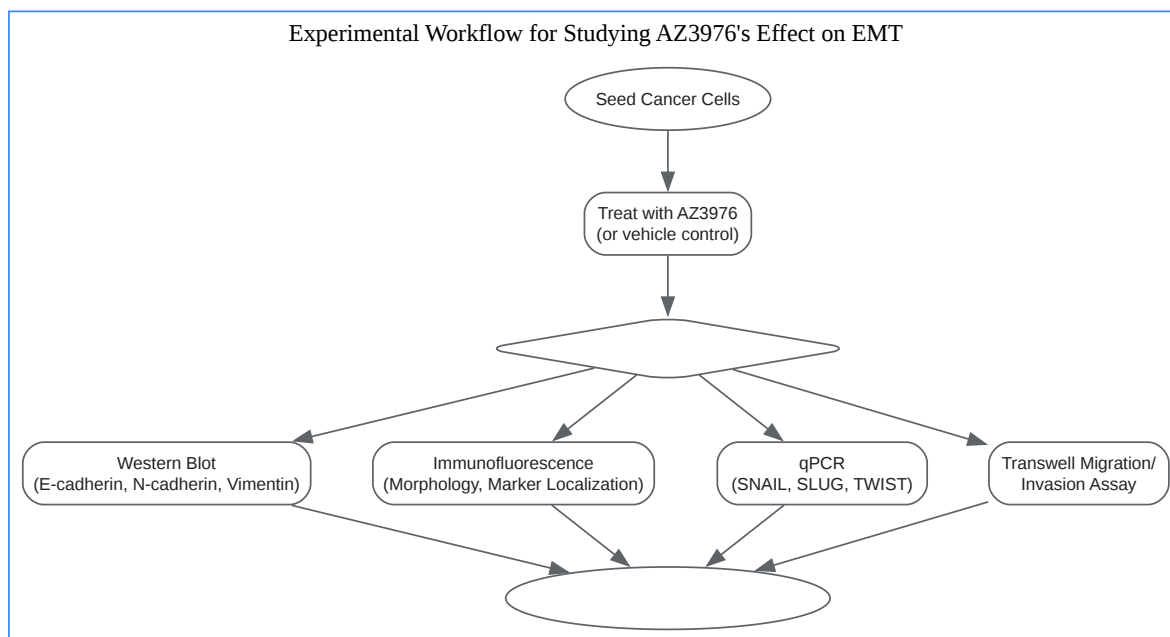 Experimental Workflow for Studying AZ3976's Effect on EMT
Seed Cancer Cells
Treat with AZ3976
(or vehicle control)
Western Blot
(E-cadherin, N-cadherin, Vimentin)
Immunofluorescence
(Morphology, Marker Localization)
qPCR
(SNAIL, SLUG, TWIST)
Transwell Migration/
Invasion Assay